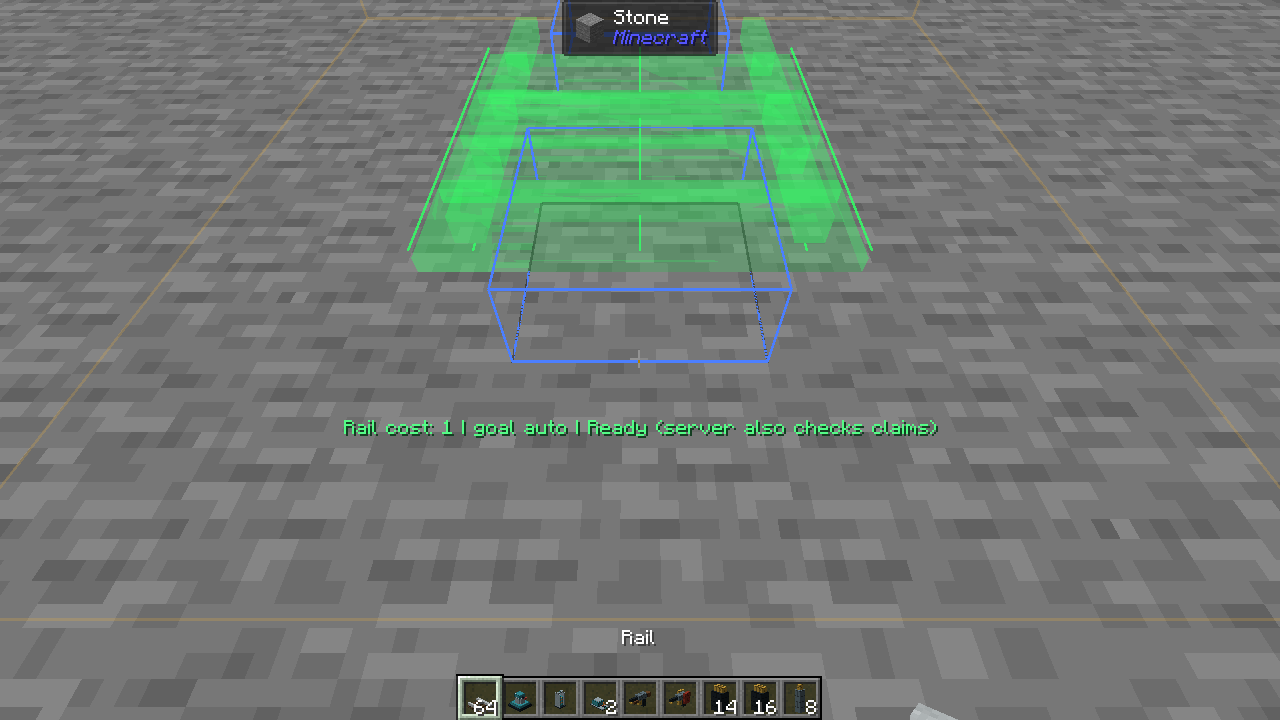 Stone
Minecraft
Rail cost: 1 | goal auto | Ready (server also checks claims)
Rail
64 2 14 16 8